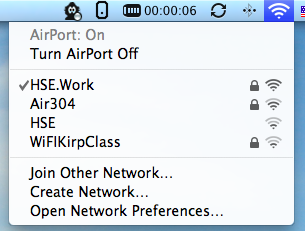 00:00:06
AirPort: On
Turn AirPort Off
HSE.Work
Air304
HSE
WiFIKirpClass
Join Other Network…
Create Network…
Open Network Preferences…